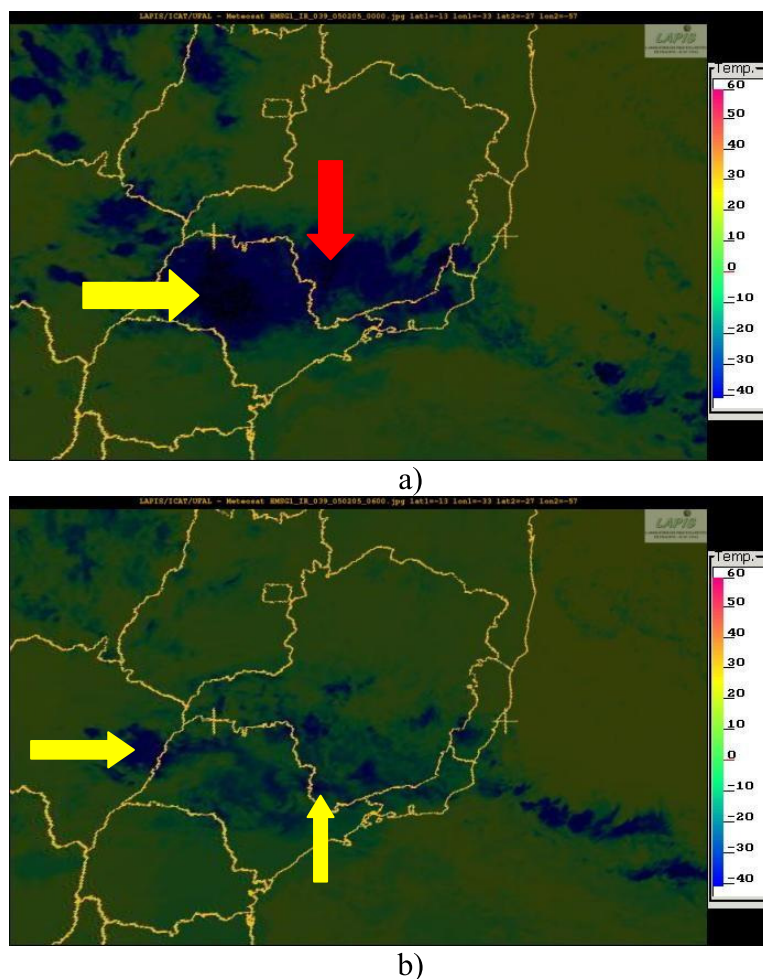 LAPIS/ICAT/UFAL - Meteosat HMSG1_IR_039_050205_0000.jpg lat1=-13 lon1=-33 lat2=-27 lon2=-57
LAPIS
Temp.
60
50
40
30
20
10
0
-10
-20
-30
-40
a)
LAPIS/ICAT/UFAL - Meteosat HMSG1_IR_039_050205_0600.jpg lat1=-13 lon1=-33 lat2=-27 lon2=-57
LAPIS
Temp.
60
50
40
30
20
10
0
-10
-20
-30
-40
b)